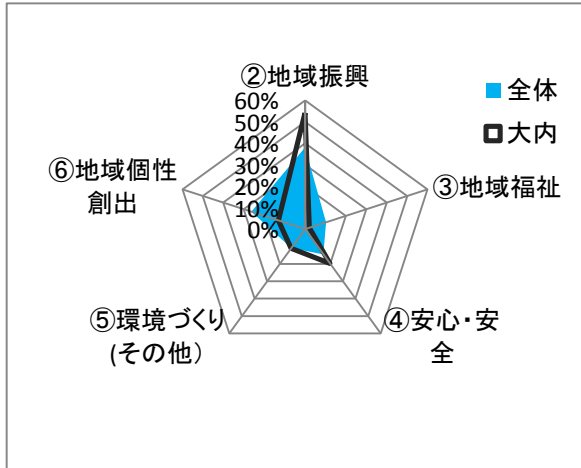 ②地域振興
60%
50%
40%
30%
20%
10%
0%
全体
大内
③地域福祉
④安心・安
全
⑤環境づくり
(その他）
⑥地域個性
創出